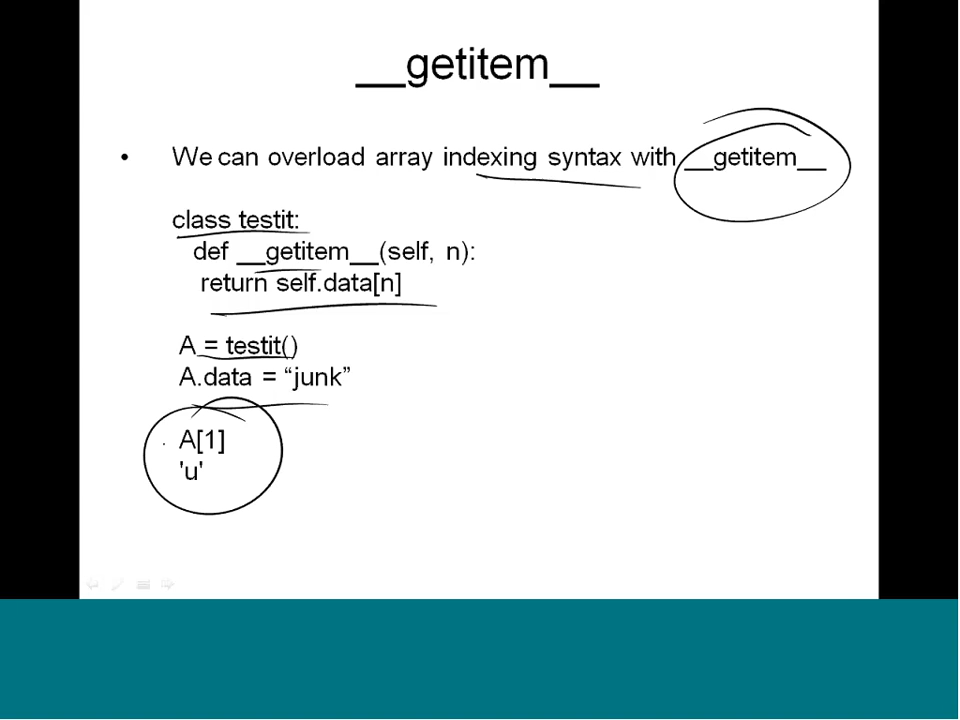 __getitem__
• We can overload array indexing syntax with __getitem__
class testit:
def __getitem__(self, n):
return self.data[n]
A = testit()
A.data = “junk”
A[1]
'u'